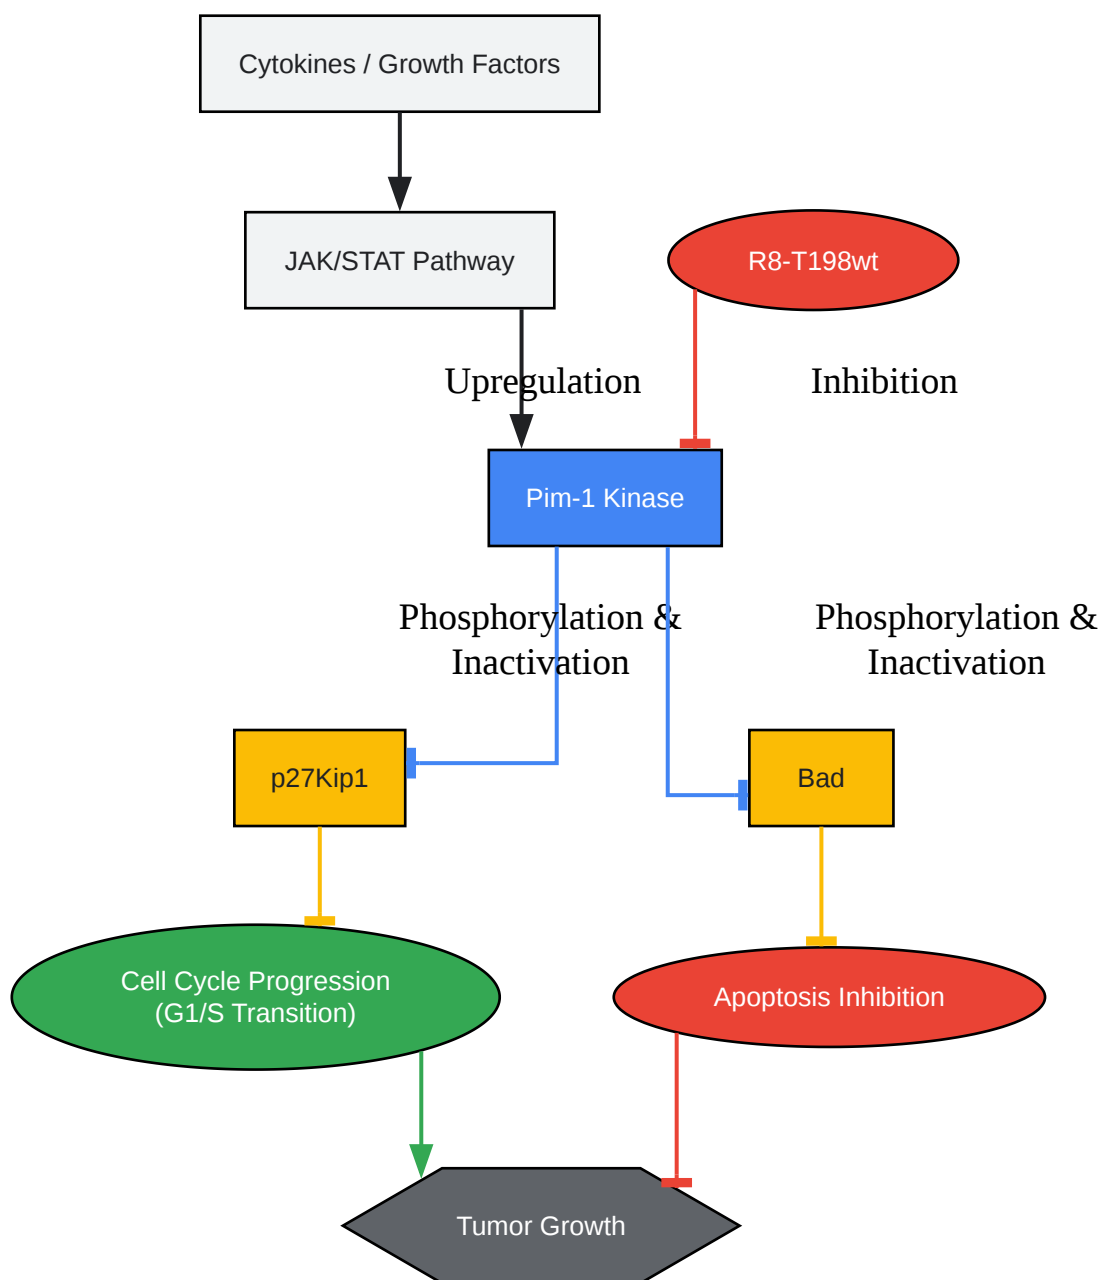 Cytokines / Growth Factors
JAK/STAT Pathway
R8-T198wt
Upregulation
Inhibition
Pim-1 Kinase
Phosphorylation &
Inactivation
Phosphorylation &
Inactivation
p27Kip1
Bad
Cell Cycle Progression
(G1/S Transition)
Apoptosis Inhibition
Tumor Growth